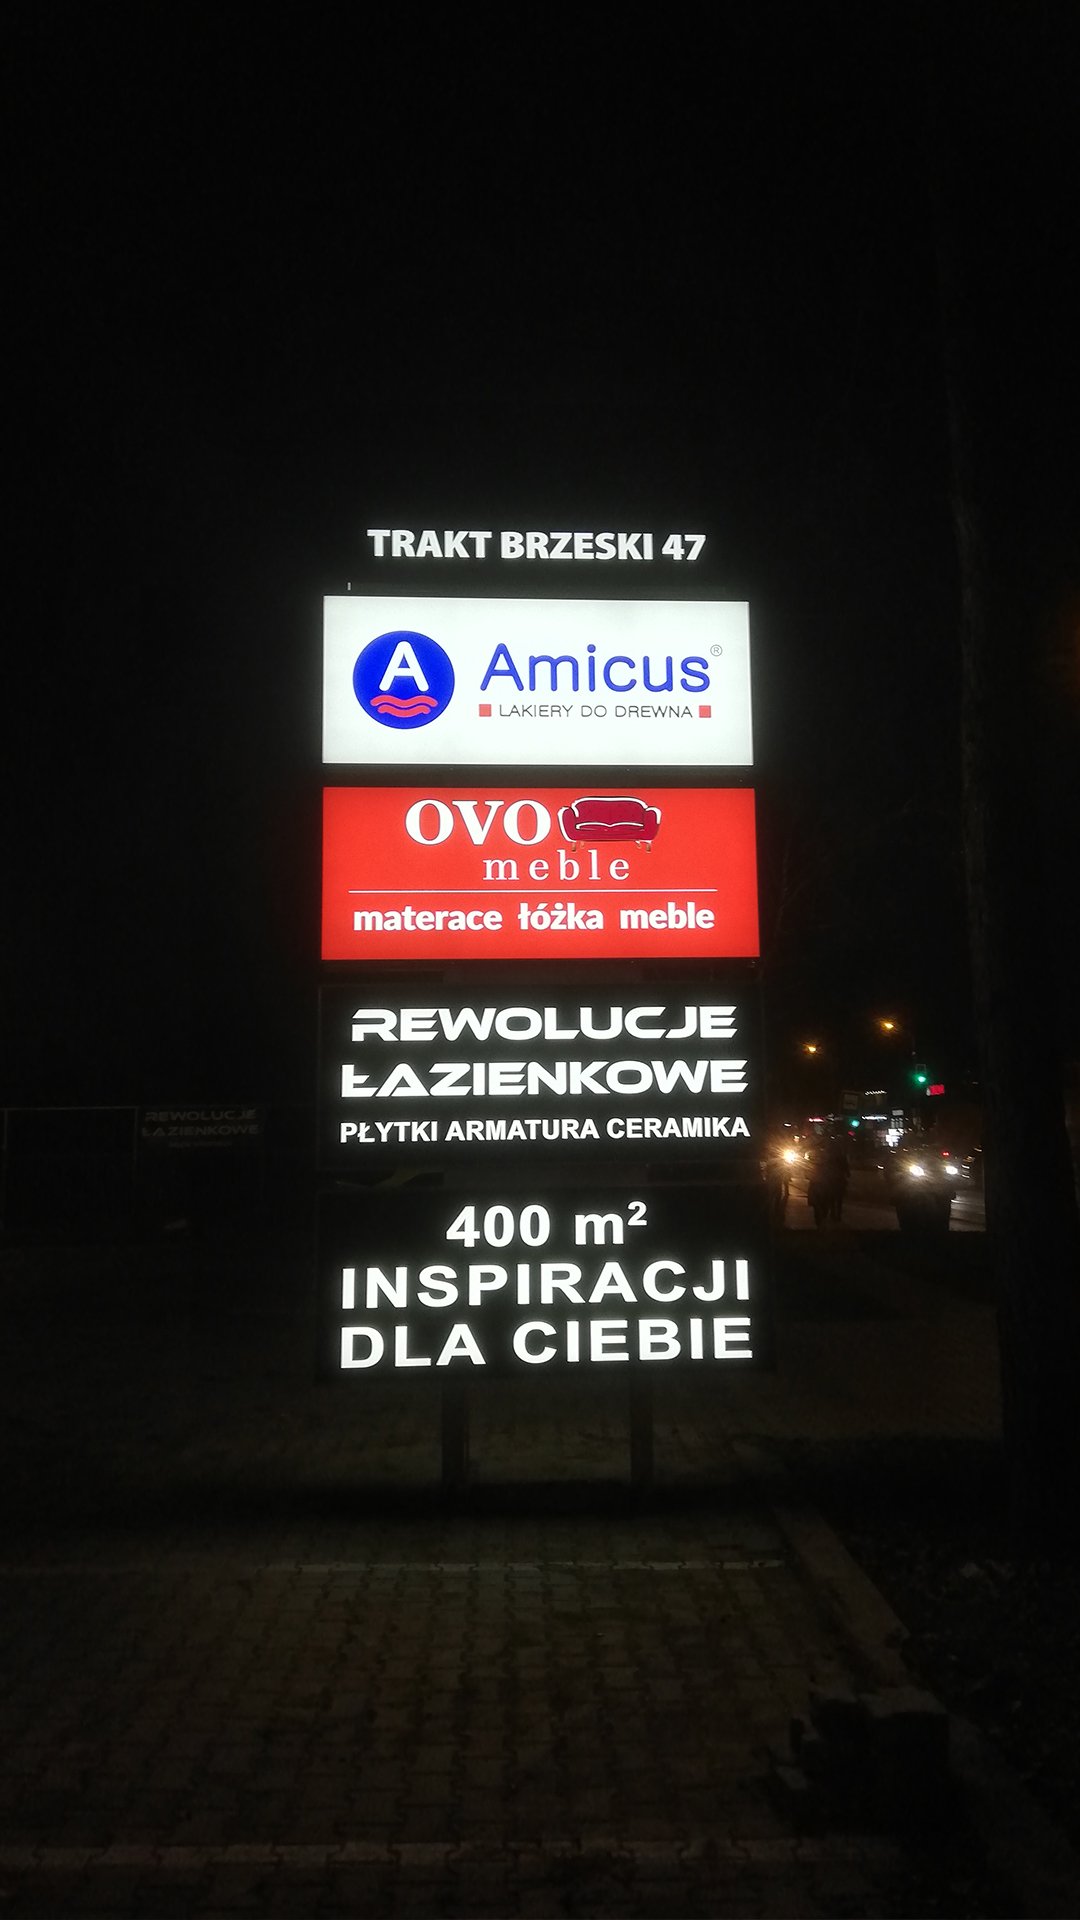 TRAKT BRZESKI 47
A Amicus®
LAKIERY DO DREWNA
OVO
meble
materace łóżka meble
REWOLUCJE
ŁAZIENKOWE
PŁYTKI ARMATURA CERAMIKA
400 m²
INSPIRACJI
DLA CIEBIE
REWOLUCJE
ŁAZIENKOWE